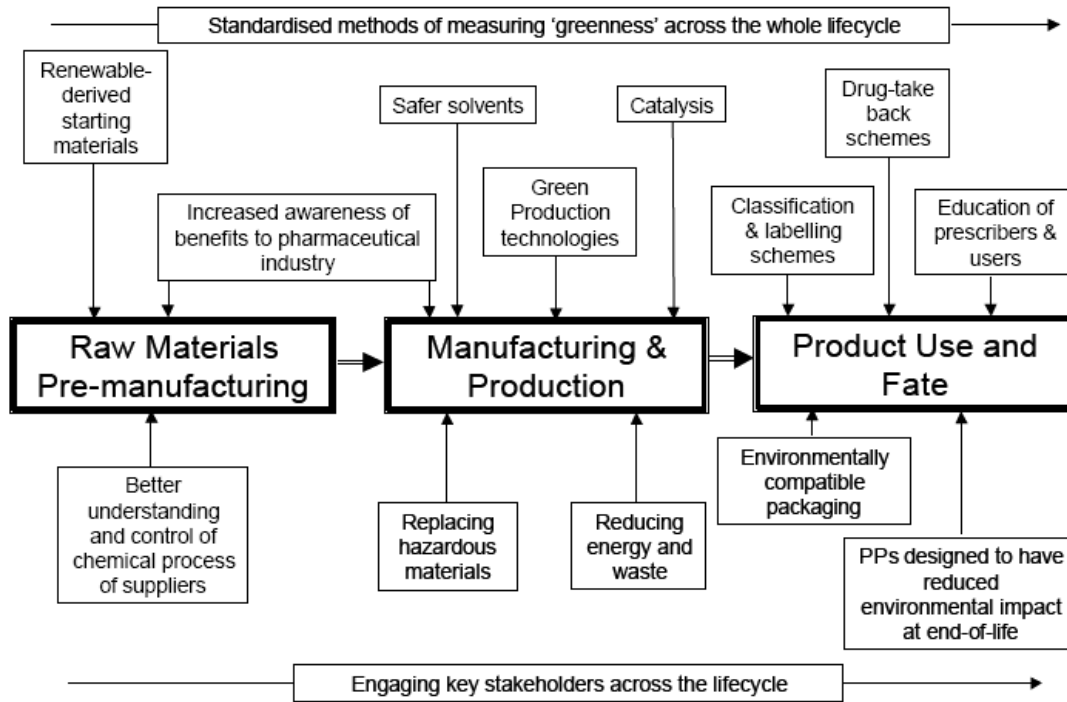 Standardised methods of measuring ‘greenness’ across the whole lifecycle
Renewable-
derived
starting
materials
Safer solvents
Catalysis
Drug-take
back
schemes
Increased awareness of
benefits to pharmaceutical
industry
Green
Production
technologies
Classification
& labelling
schemes
Education of
prescribers &
users
Raw Materials
Pre-manufacturing
Manufacturing &
Production
Product Use and
Fate
Better
understanding
and control of
chemical process
of suppliers
Replacing
hazardous
materials
Reducing
energy and
waste
Environmentally
compatible
packaging
PPs designed to have
reduced
environmental impact
at end-of-life
Engaging key stakeholders across the lifecycle